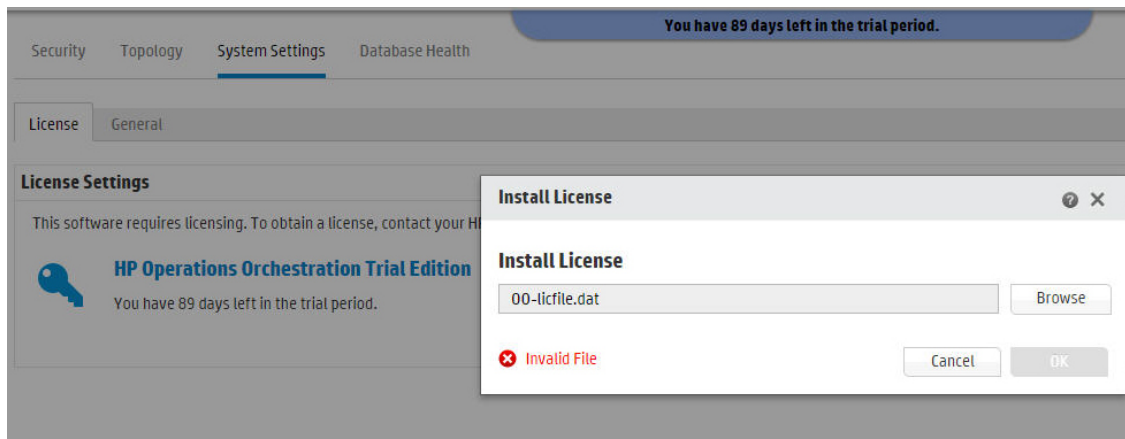 You have 89 days left in the trial period.
Security Topology System Settings Database Health
License General
License Settings
This software requires licensing. To obtain a license, contact your
HP Operations Orchestration Trial Edition
You have 89 days left in the trial period.
Install License
Install License
00-licfile.dat Browse
Invalid File Cancel OK